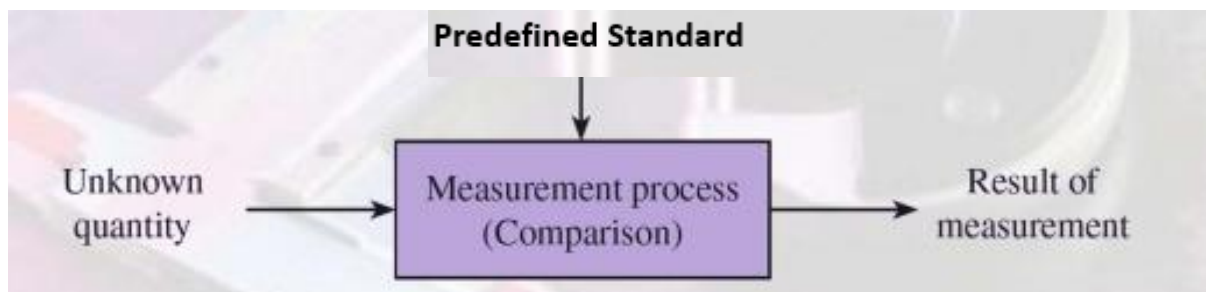 Predefined Standard
Unknown
quantity
Measurement process
(Comparison)
Result of
measurement